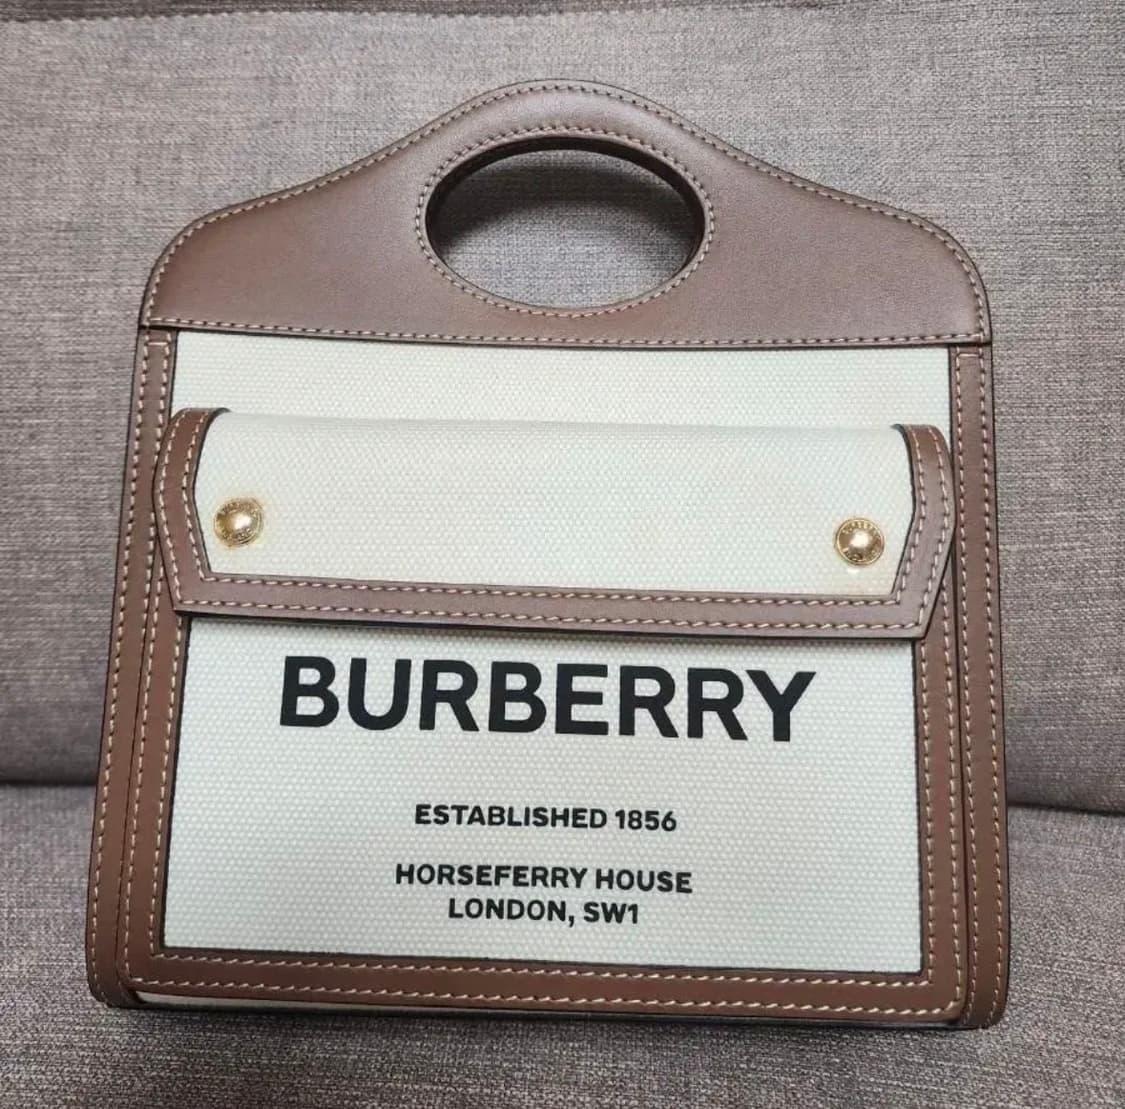 BURBERRY
ESTABLISHED 1856
HORSEFERRY HOUSE
LONDON, SW1